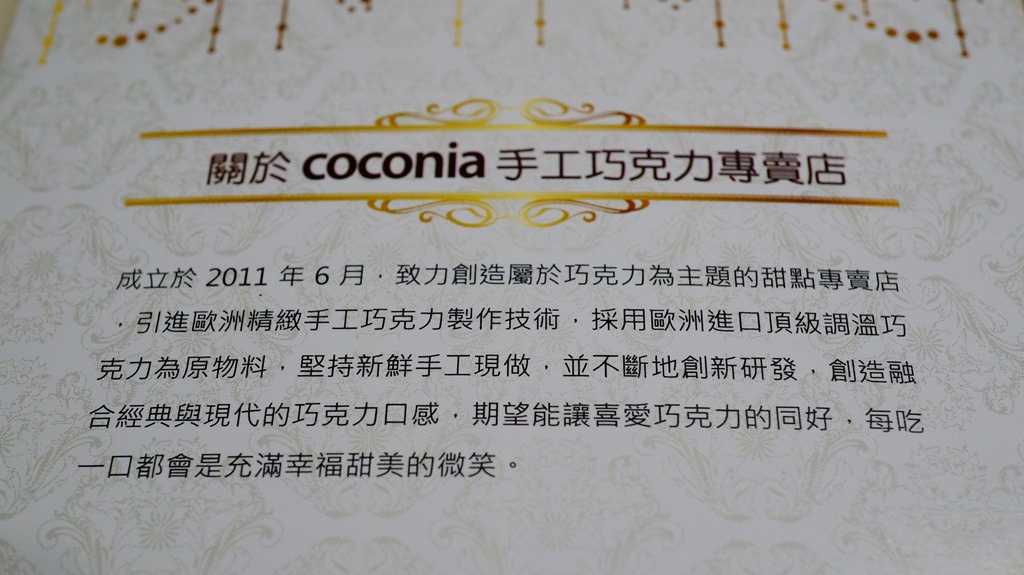 關於 coconia 手工巧克力專賣店
成立於 2011 年 6 月，致力創造屬於巧克力為主題的甜點專賣店
，引進歐洲精緻手工巧克力製作技術，採用歐洲進口頂級調溫巧
克力為原物料，堅持新鮮手工現做，並不斷地創新研發，創造融
合經典與現代的巧克力口感，期望能讓喜愛巧克力的同好，每吃
一口都會是充滿幸福甜美的微笑。